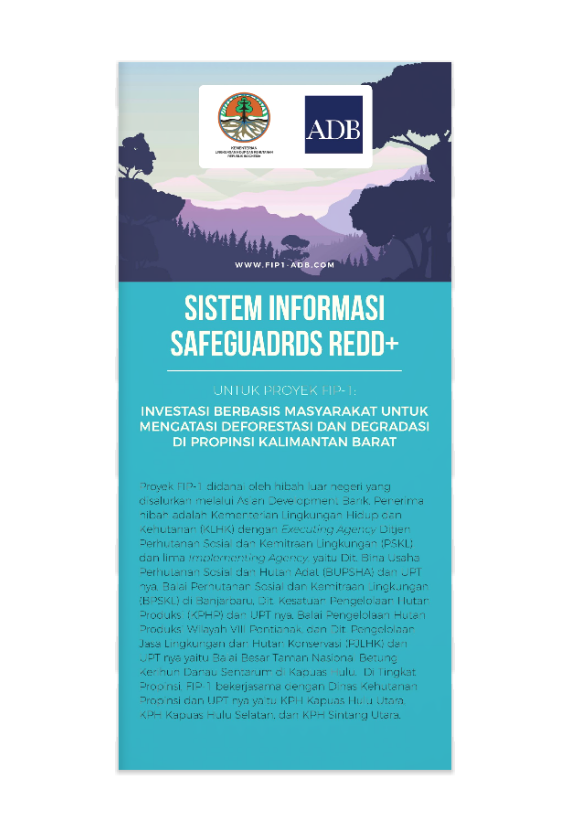 KEMENTERIAN
LINGKUNGAN HIDUP DAN KEHUTANAN
REPUBLIK INDONESIA
ADB
WWW.FIP1-ADB.COM
SISTEM INFORMASI
SAFEGUADRDS REDD+
UNTUK PROYEK FIP-1:
INVESTASI BERBASIS MASYARAKAT UNTUK
MENGATASI DEFORESTASI DAN DEGRADASI
DI PROPINSI KALIMANTAN BARAT
Proyek FIP-1 didanai oleh hibah luar negeri yang
disalurkan melalui Asian Development Bank. Penerima
hibah adalah Kementerian Lingkungan Hidup dan
Kehutanan (KLHK) dengan Executing Agency Ditjen
Perhutanan Sosial dan Kemitraan Lingkungan (PSKL)
dan lima Implementing Agency, yaitu Dit. Bina Usaha
Perhutanan Sosial dan Hutan Adat (BUPSHA) dan UPT
nya, Balai Perhutanan Sosial dan Kemitraan Lingkungan
(BPSKL) di Banjarbaru, Dit. Kesatuan Pengelolaan Hutan
Produksi (KPHP) dan UPT nya, Balai Pengelolaan Hutan
Produksi Wilayah VIII Pontianak, dan Dit. Pengelolaan
Jasa Lingkungan dan Hutan Konservasi (PJLHK) dan
UPT nya yaitu Balai Besar Taman Nasional Betung
Kerihun Danau Sentarum di Kapuas Hulu. Di Tingkat
Propinsi, FIP-1 bekerjasama dengan Dinas Kehutanan
Propinsi dan UPT nya yaitu KPH Kapuas Hulu Utara,
KPH Kapuas Hulu Selatan, dan KPH Sintang Utara.